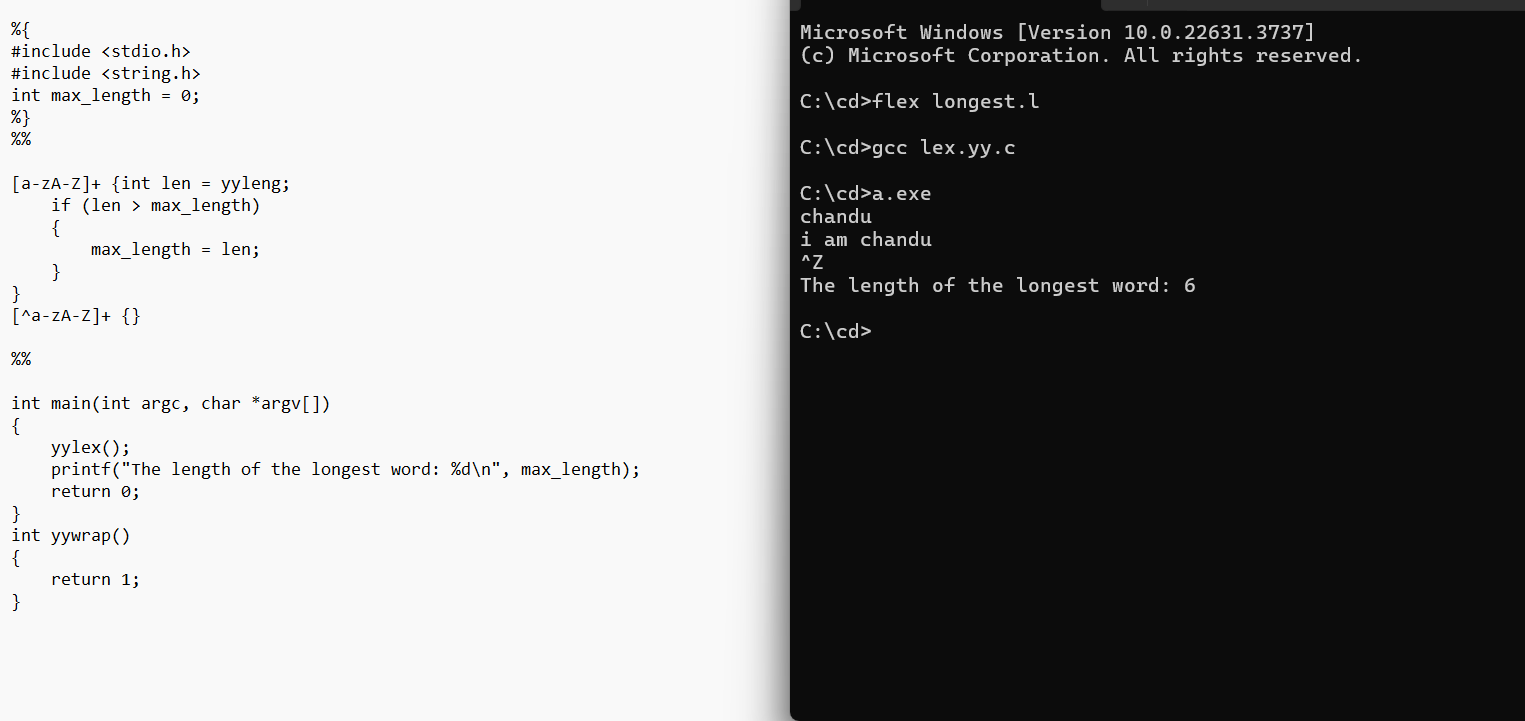 %{
#include <stdio.h>
#include <string.h>
int max_length = 0;
%}
%%
[a-zA-Z]+ {int len = yyleng;
    if (len > max_length)
    {
        max_length = len;
    }
}
[^a-zA-Z]+ {}
%%
int main(int argc, char *argv[])
{
    yylex();
    printf("The length of the longest word: %d\n", max_length);
    return 0;
}
int yywrap()
{
    return 1;
}
Microsoft Windows [Version 10.0.22631.3737]
(c) Microsoft Corporation. All rights reserved.
C:\cd>flex longest.l
C:\cd>gcc lex.yy.c
C:\cd>a.exe
chandu
i am chandu
^Z
The length of the longest word: 6
C:\cd>